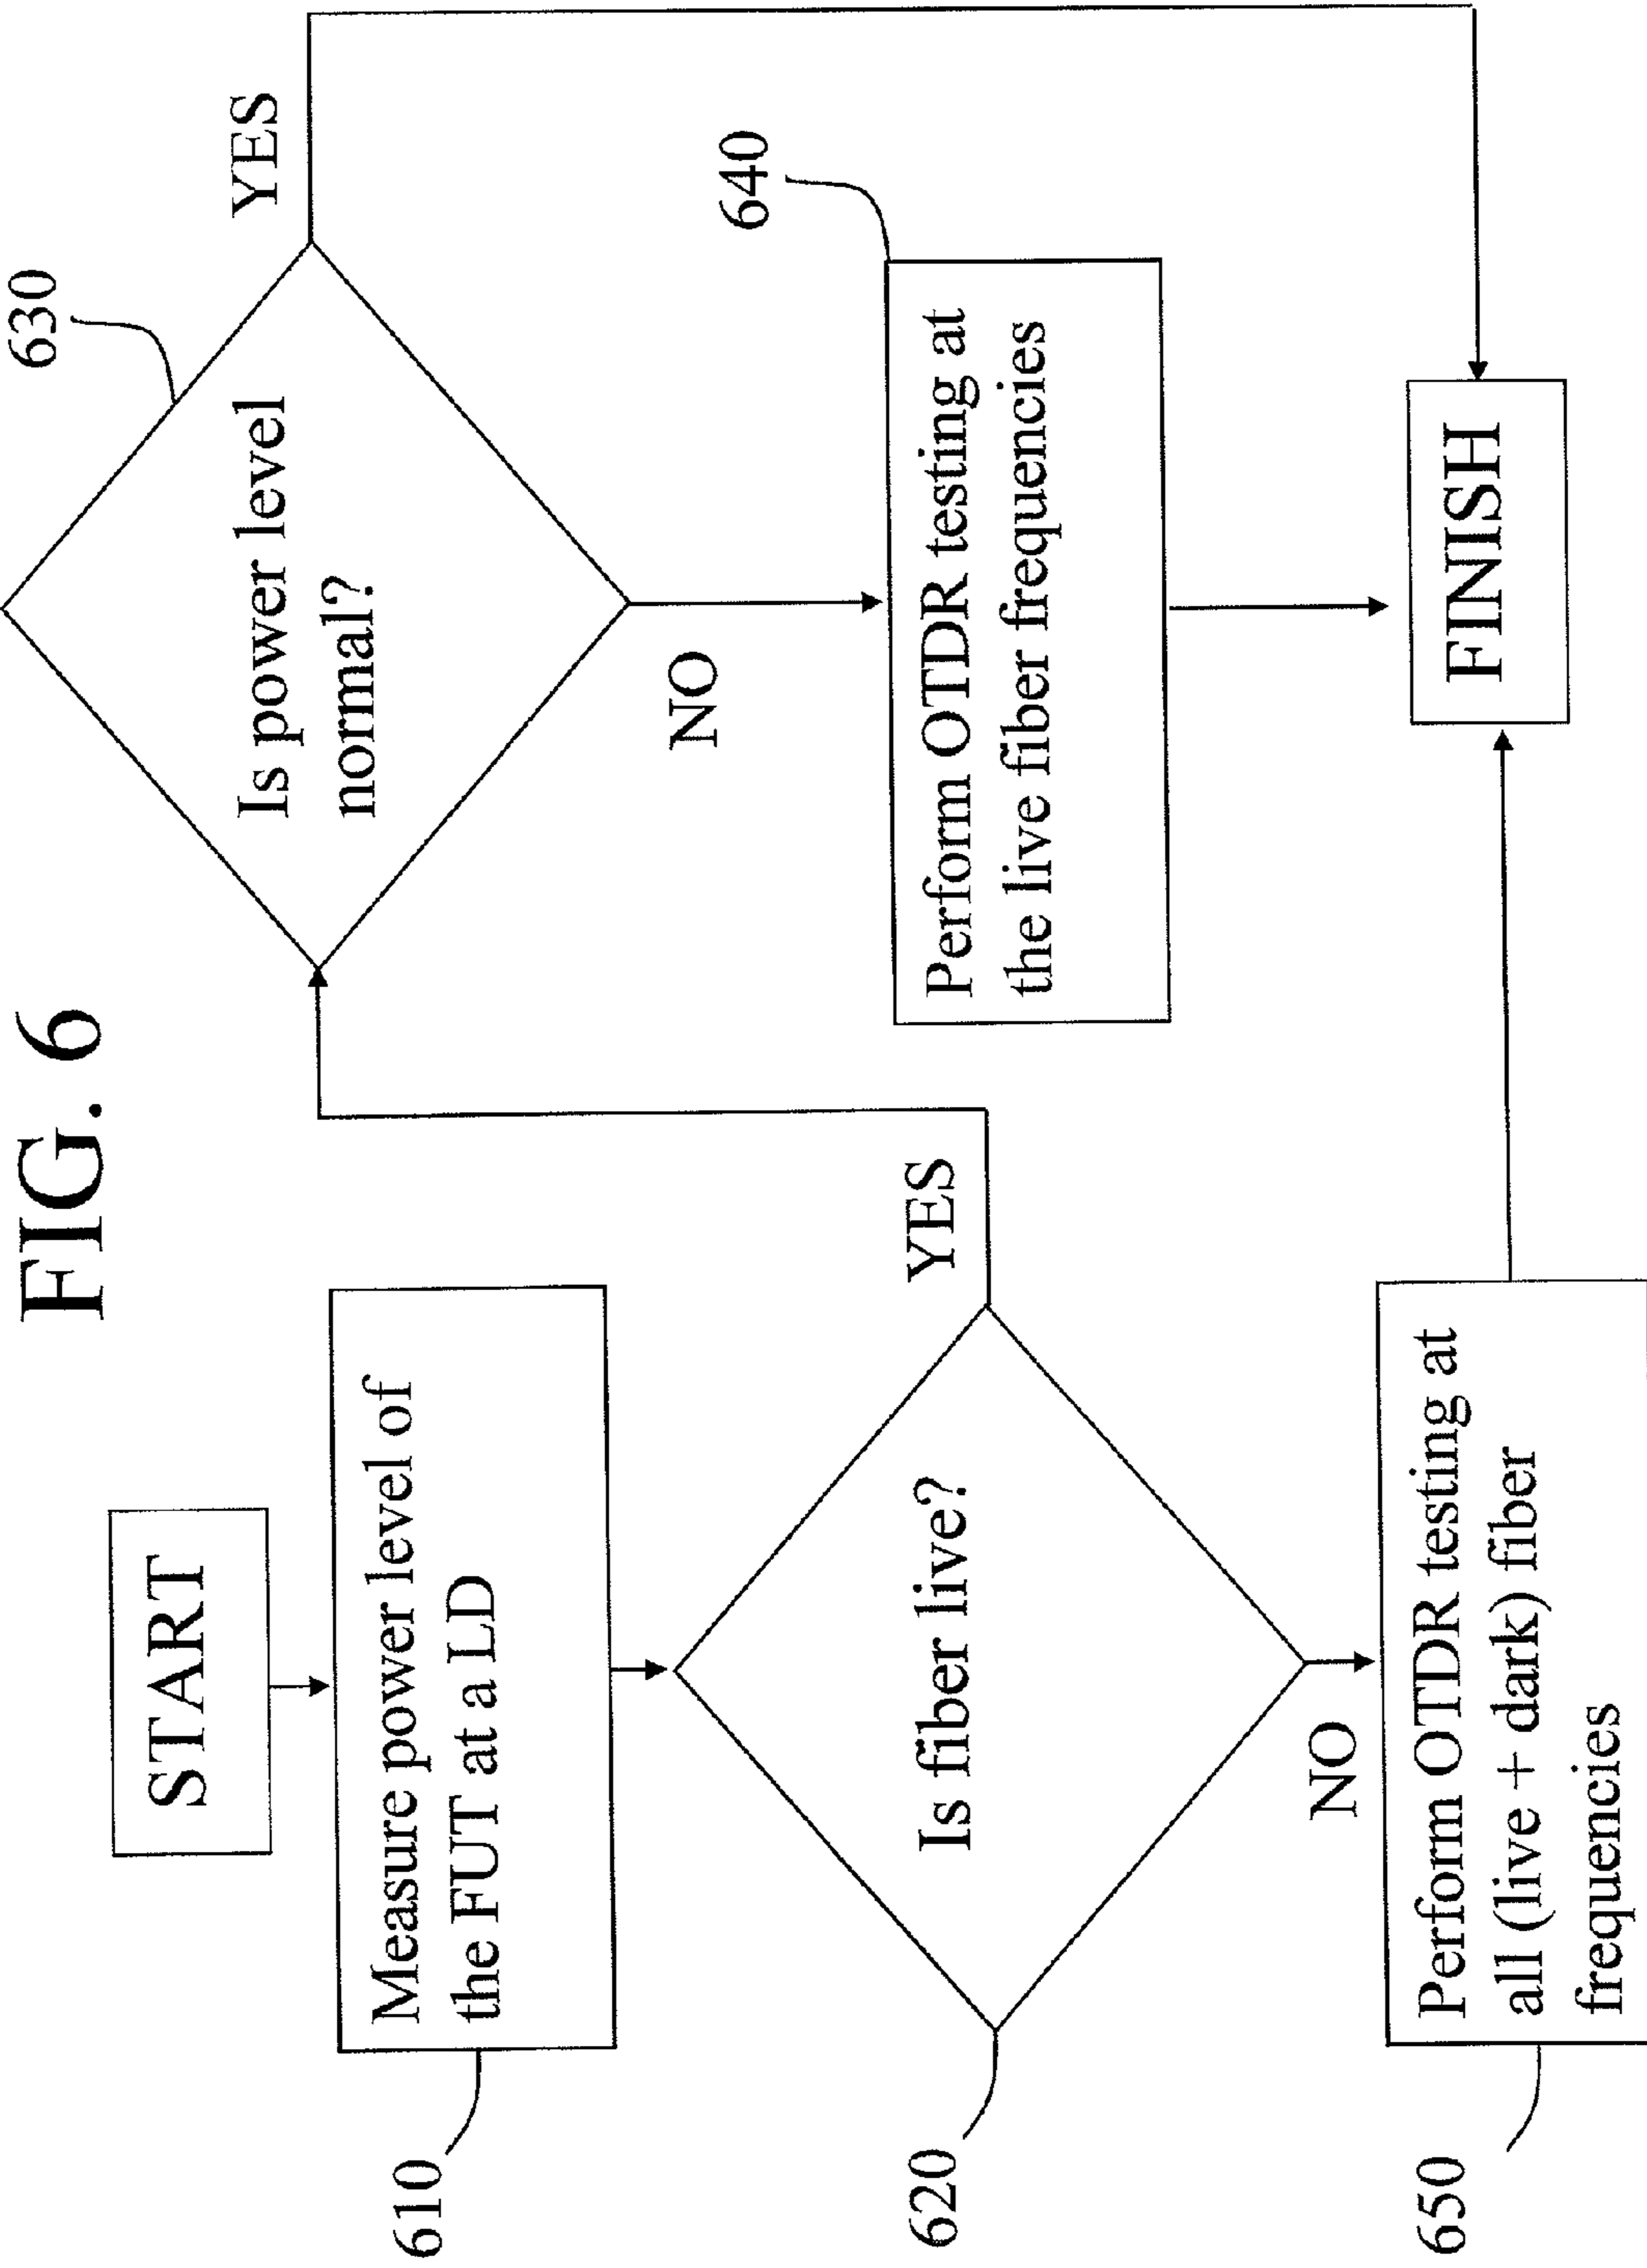 FIG. 6
START
610
Measure power level of
the FUT at a LD
620
Is fiber live?
YES
NO
650
Perform OTDR testing at
all (live + dark) fiber
frequencies
630
Is power level
normal?
YES
NO
640
Perform OTDR testing at
the live fiber frequencies
FINISH